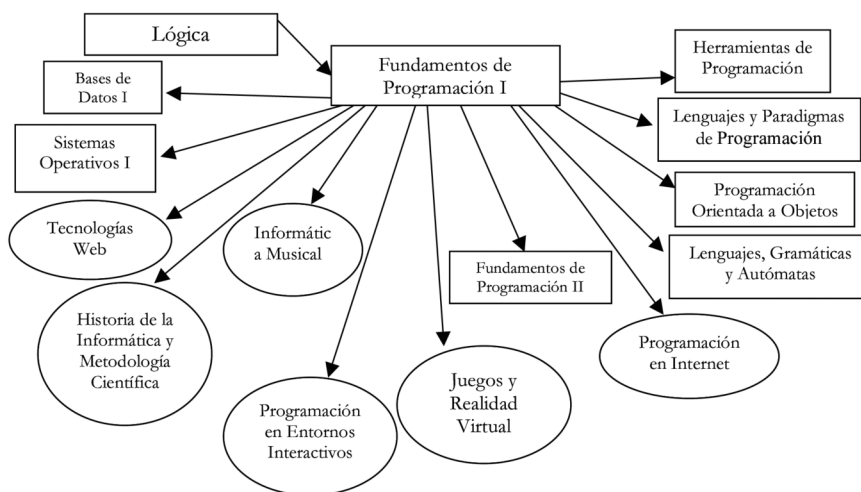 Lógica
Fundamentos de
Programación I
Herramientas de
Programación
Bases de
Datos I
Lenguajes y Paradigmas
de Programación
Sistemas
Operativos I
Programación
Orientada a Objetos
Tecnologías
Web
Informátic
a Musical
Lenguajes, Gramáticas
y Autómatas
Fundamentos de
Programación II
Historia de la
Informática y
Metodología
Científica
Programación
en Internet
Programación
en Entornos
Interactivos
Juegos y
Realidad
Virtual